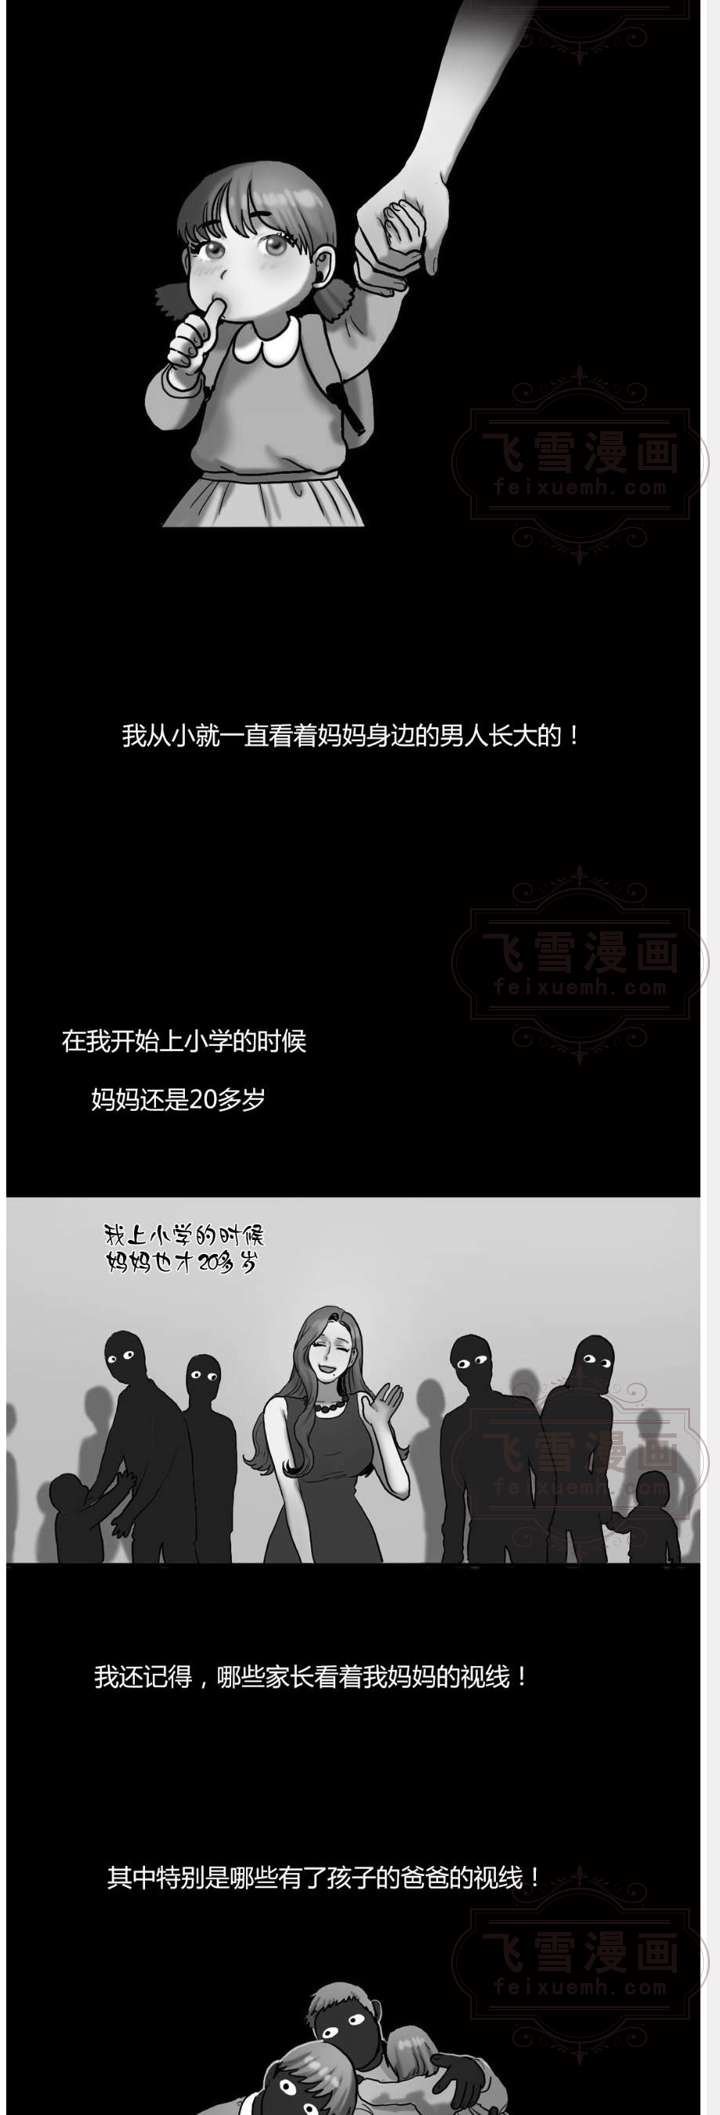 飞雪漫画
feixuemh.com
我从小就一直看着妈妈身边的男人长大的！
飞雪漫画
feixuemh.com
在我开始上小学的时候
妈妈还是20多岁
我上小学的时候
妈妈也才20多岁
飞雪漫画
feixuemh.com
我还记得，哪些家长看着我妈妈的视线！
其中特别是哪些有了孩子的爸爸的视线！
飞雪漫画
feixuemh.com